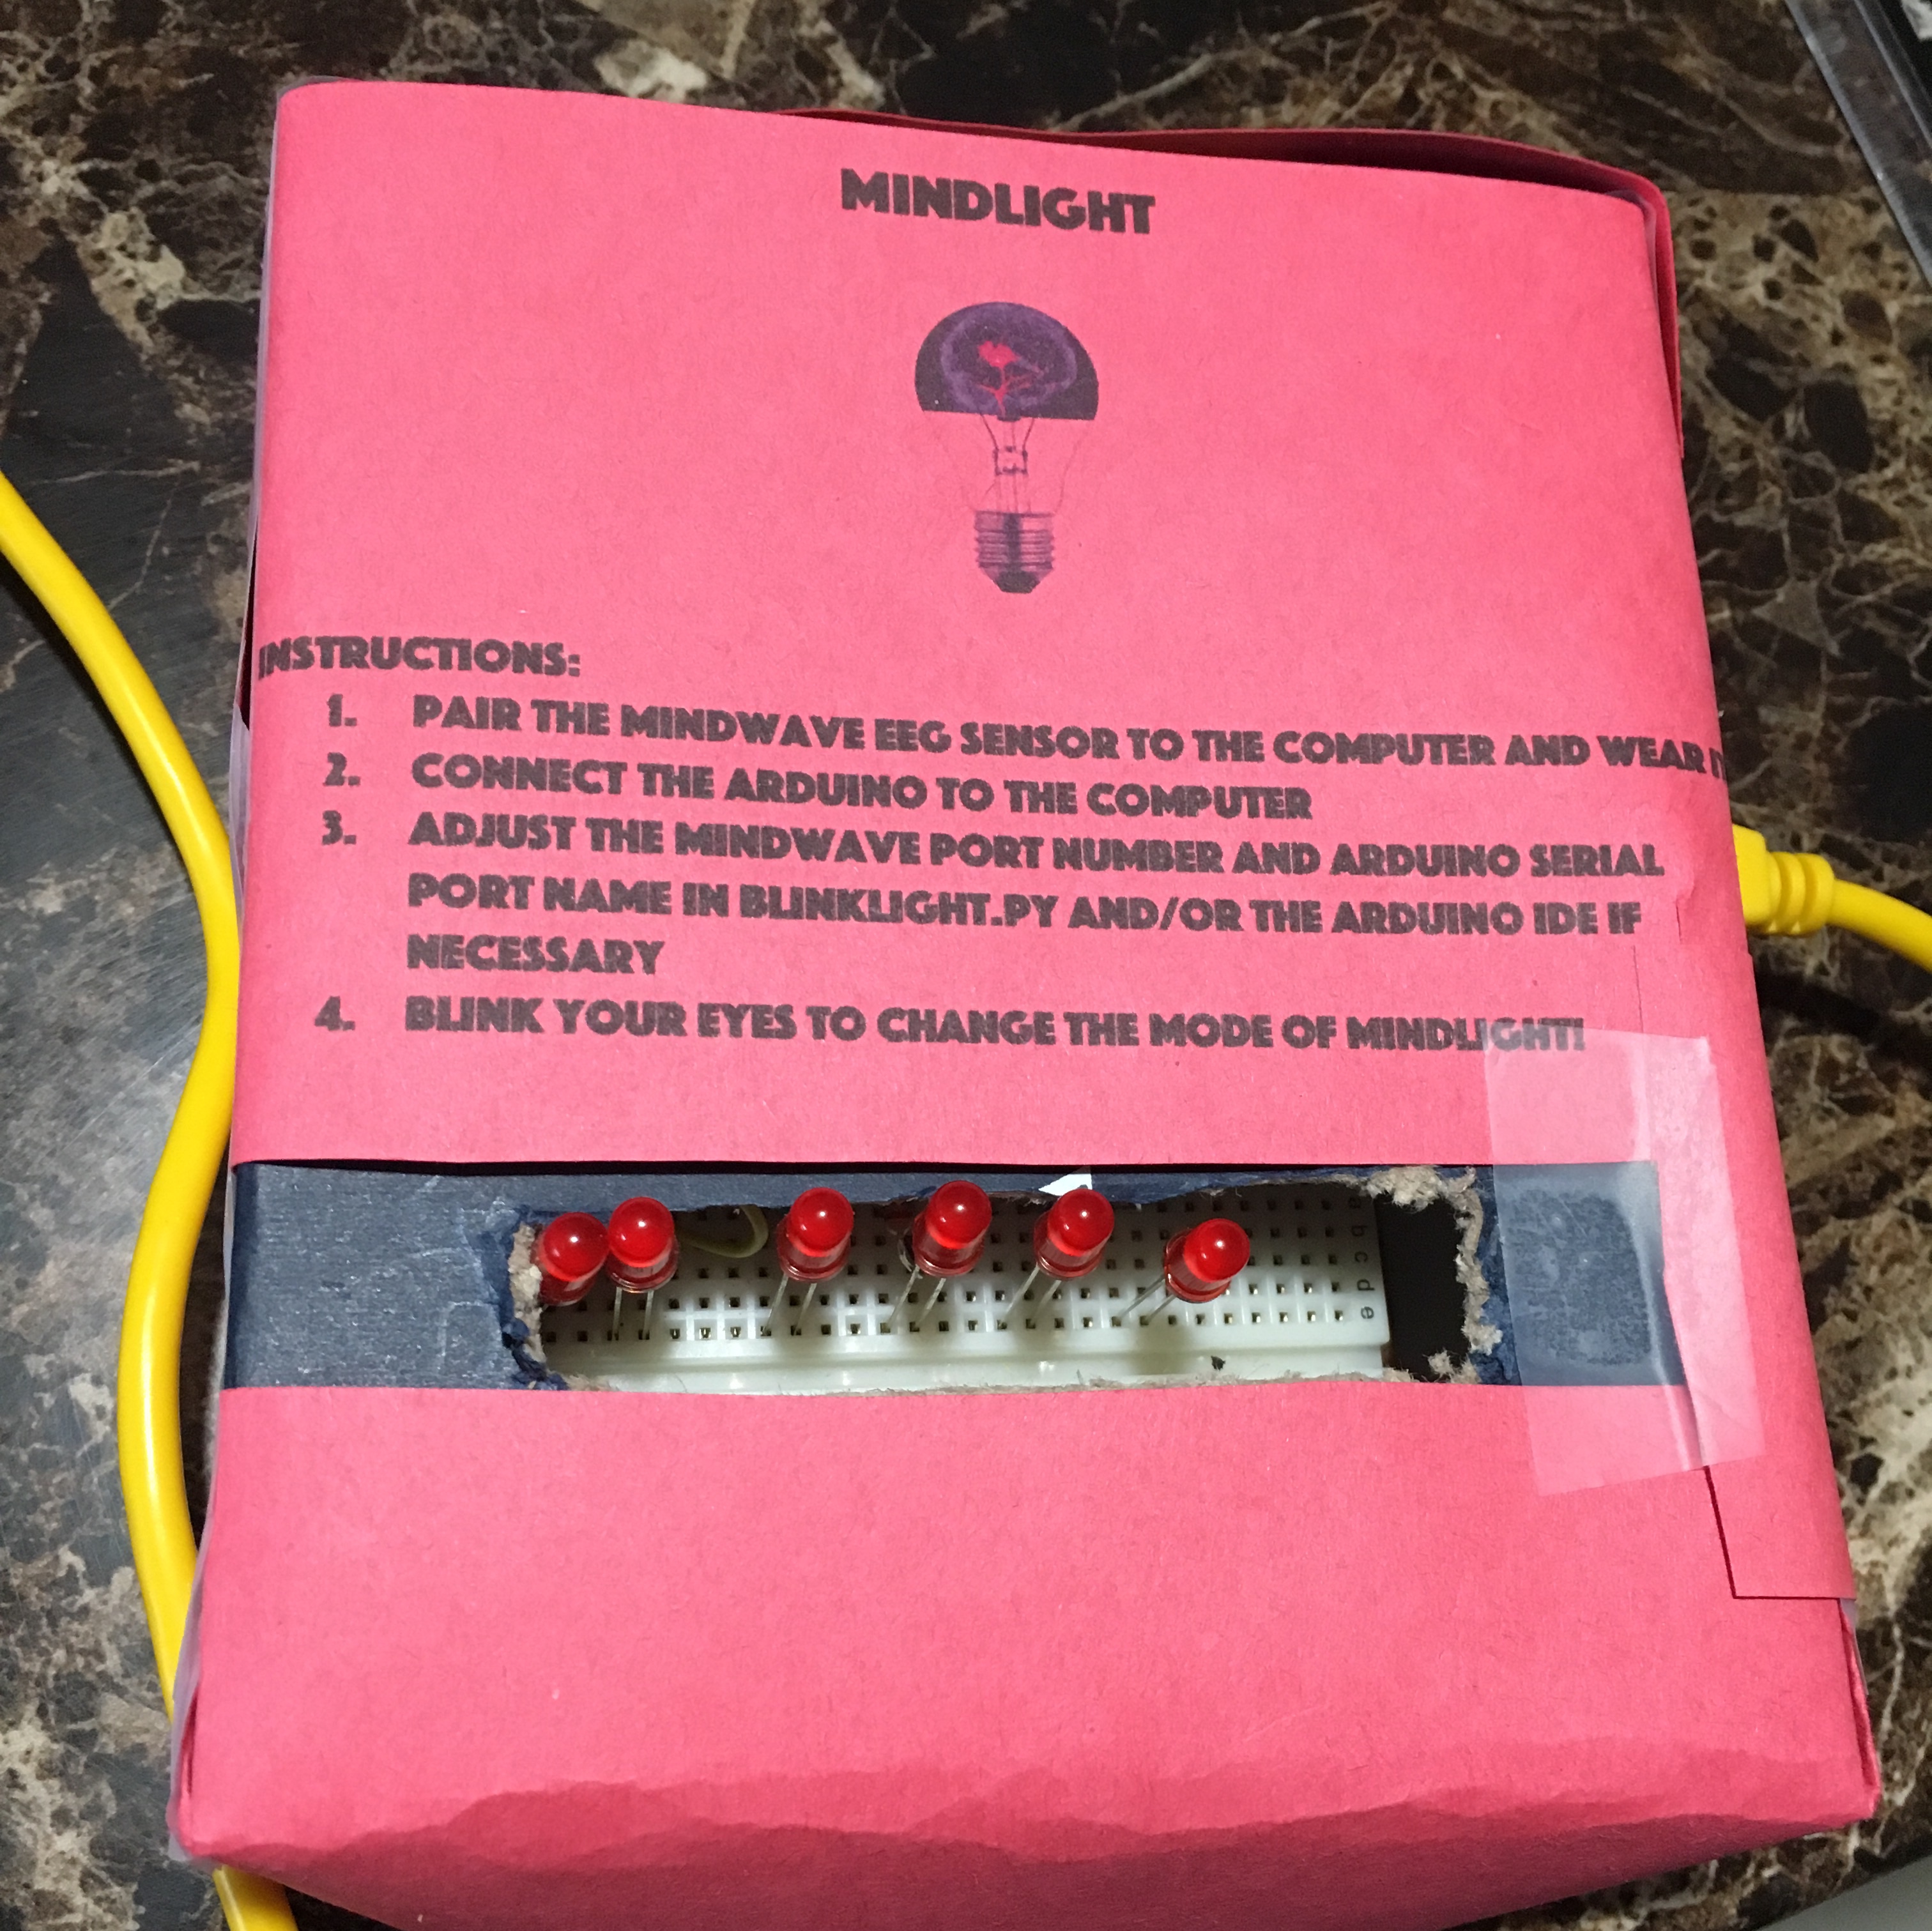 MINDLIGHT
INSTRUCTIONS:
1. PAIR THE MINDWAVE EEG SENSOR TO THE COMPUTER AND WEAR IT
2. CONNECT THE ARDUINO TO THE COMPUTER
3. ADJUST THE MINDWAVE PORT NUMBER AND ARDUINO SERIAL
PORT NAME IN BLINKLIGHT.PY AND/OR THE ARDUINO IDE IF
NECESSARY
4. BLINK YOUR EYES TO CHANGE THE MODE OF MINDLIGHT!
b
c
d
e